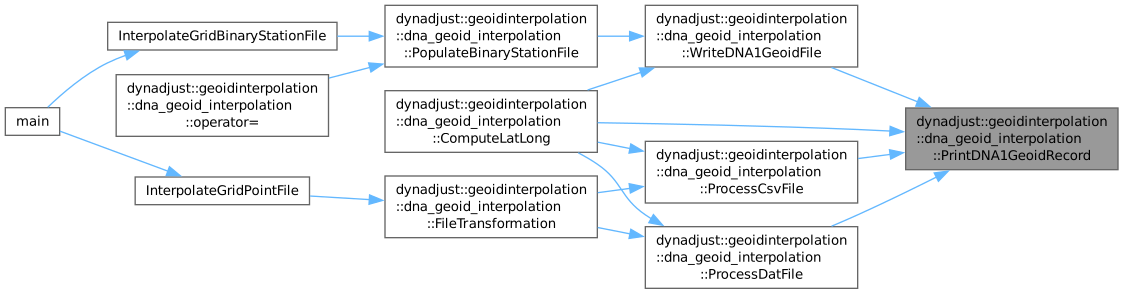 main
InterpolateGridBinaryStationFile
dynadjust::geoidinterpolation
::dna_geoid_interpolation
::operator=
InterpolateGridPointFile
dynadjust::geoidinterpolation
::dna_geoid_interpolation
::PopulateBinaryStationFile
dynadjust::geoidinterpolation
::dna_geoid_interpolation
::ComputeLatLong
dynadjust::geoidinterpolation
::dna_geoid_interpolation
::FileTransformation
dynadjust::geoidinterpolation
::dna_geoid_interpolation
::WriteDNA1GeoidFile
dynadjust::geoidinterpolation
::dna_geoid_interpolation
::ProcessCsvFile
dynadjust::geoidinterpolation
::dna_geoid_interpolation
::ProcessDatFile
dynadjust::geoidinterpolation
::dna_geoid_interpolation
::PrintDNA1GeoidRecord